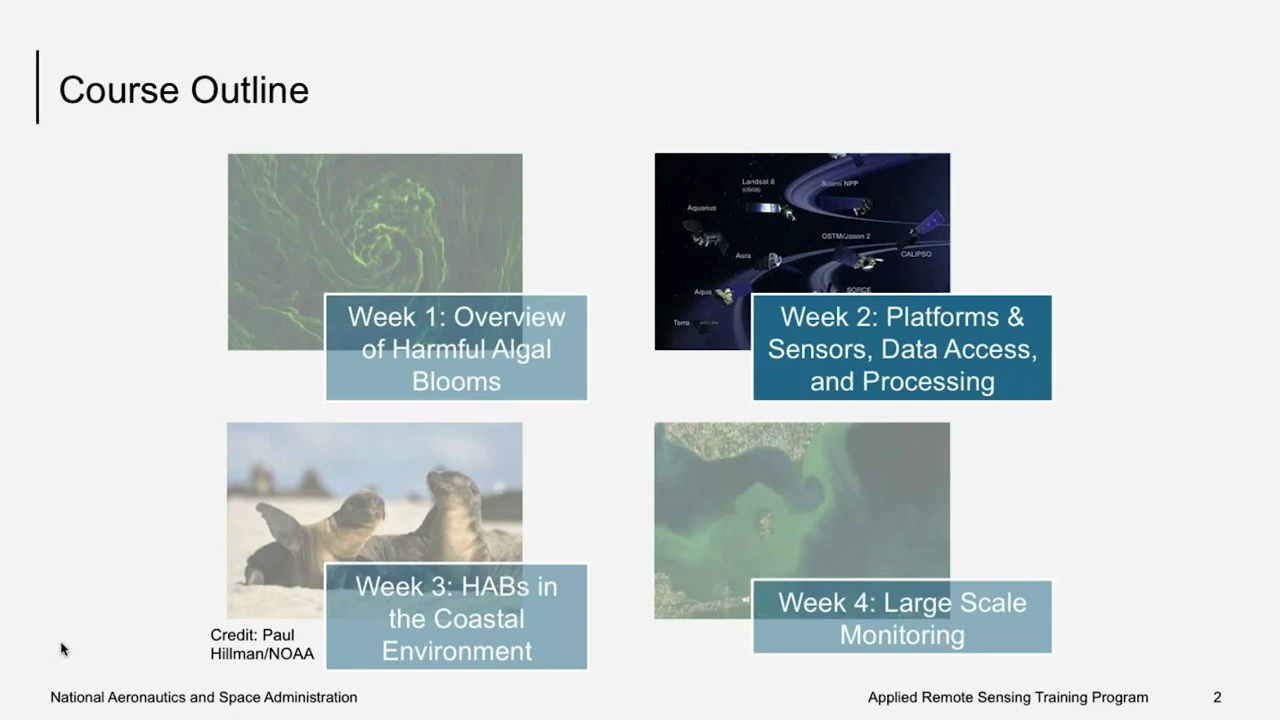 Course Outline
Landsat 8
(USGS)
Suomi NPP
Aquarius
OSTM/Jason 2
Aura
CALIPSO
Aqua
SORCE
Terra
Week 1: Overview
of Harmful Algal
Blooms
Week 2: Platforms &
Sensors, Data Access,
and Processing
Week 3: HABs in
the Coastal
Environment
Week 4: Large Scale
Monitoring
Credit: Paul
Hillman/NOAA
National Aeronautics and Space Administration
Applied Remote Sensing Training Program
2